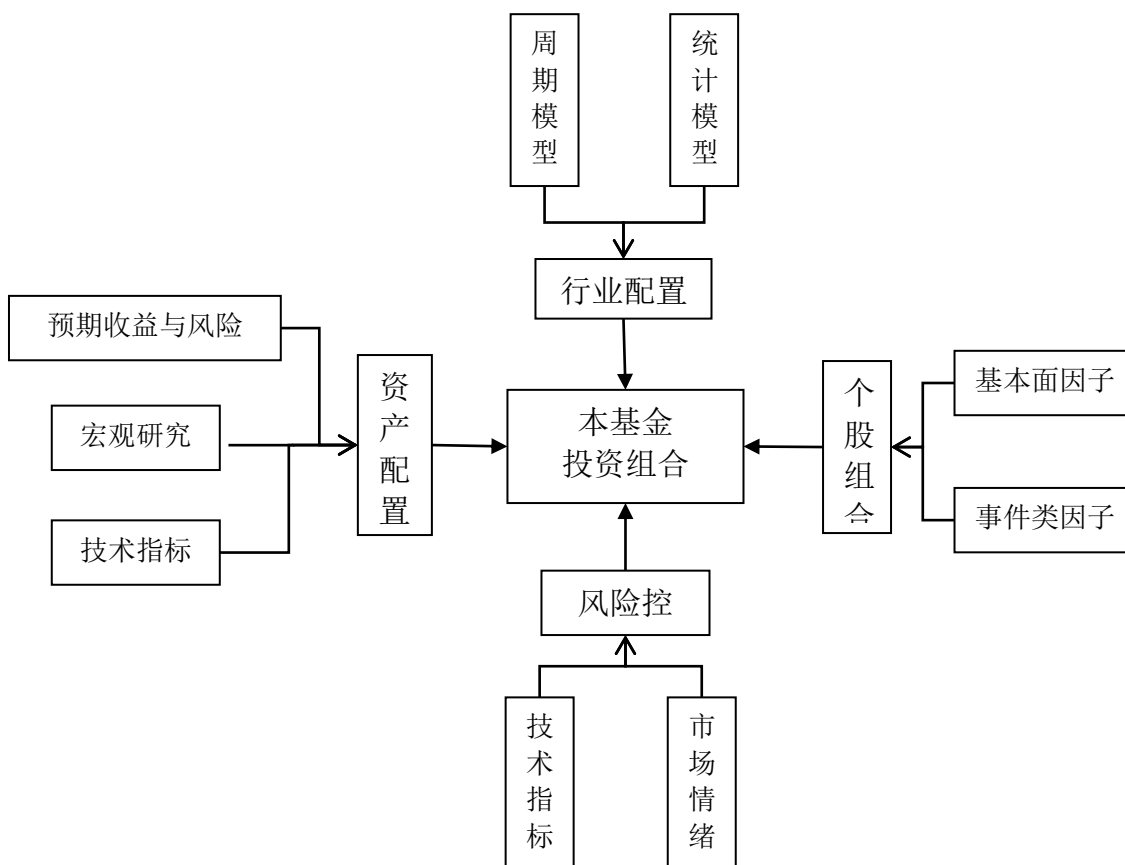 周期模型
统计模型
行业配置
预期收益与风险
宏观研究
技术指标
资产配置
本基金
投资组合
个股组合
基本面因子
事件类因子
风险控
技术指标
市场情绪